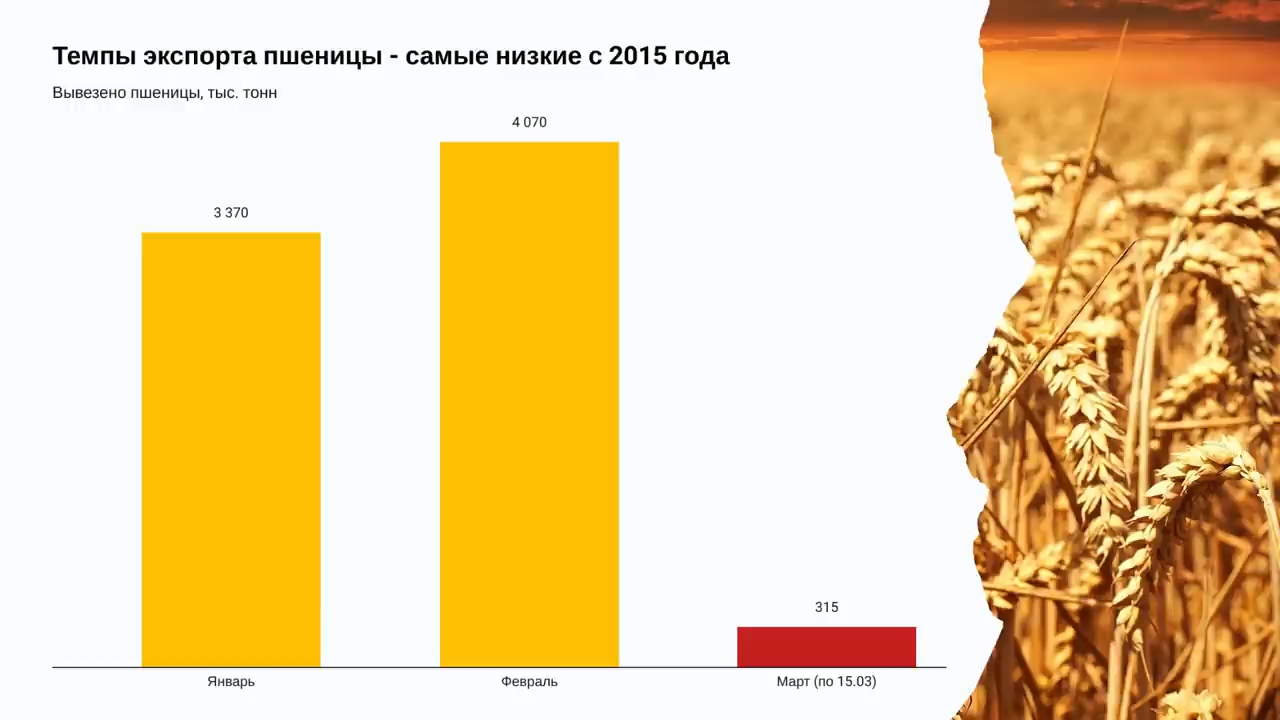 Темпы экспорта пшеницы - самые низкие с 2015 года
Вывезено пшеницы, тыс. тонн
4 070
3 370
315
Январь
Февраль
Март (по 15.03)